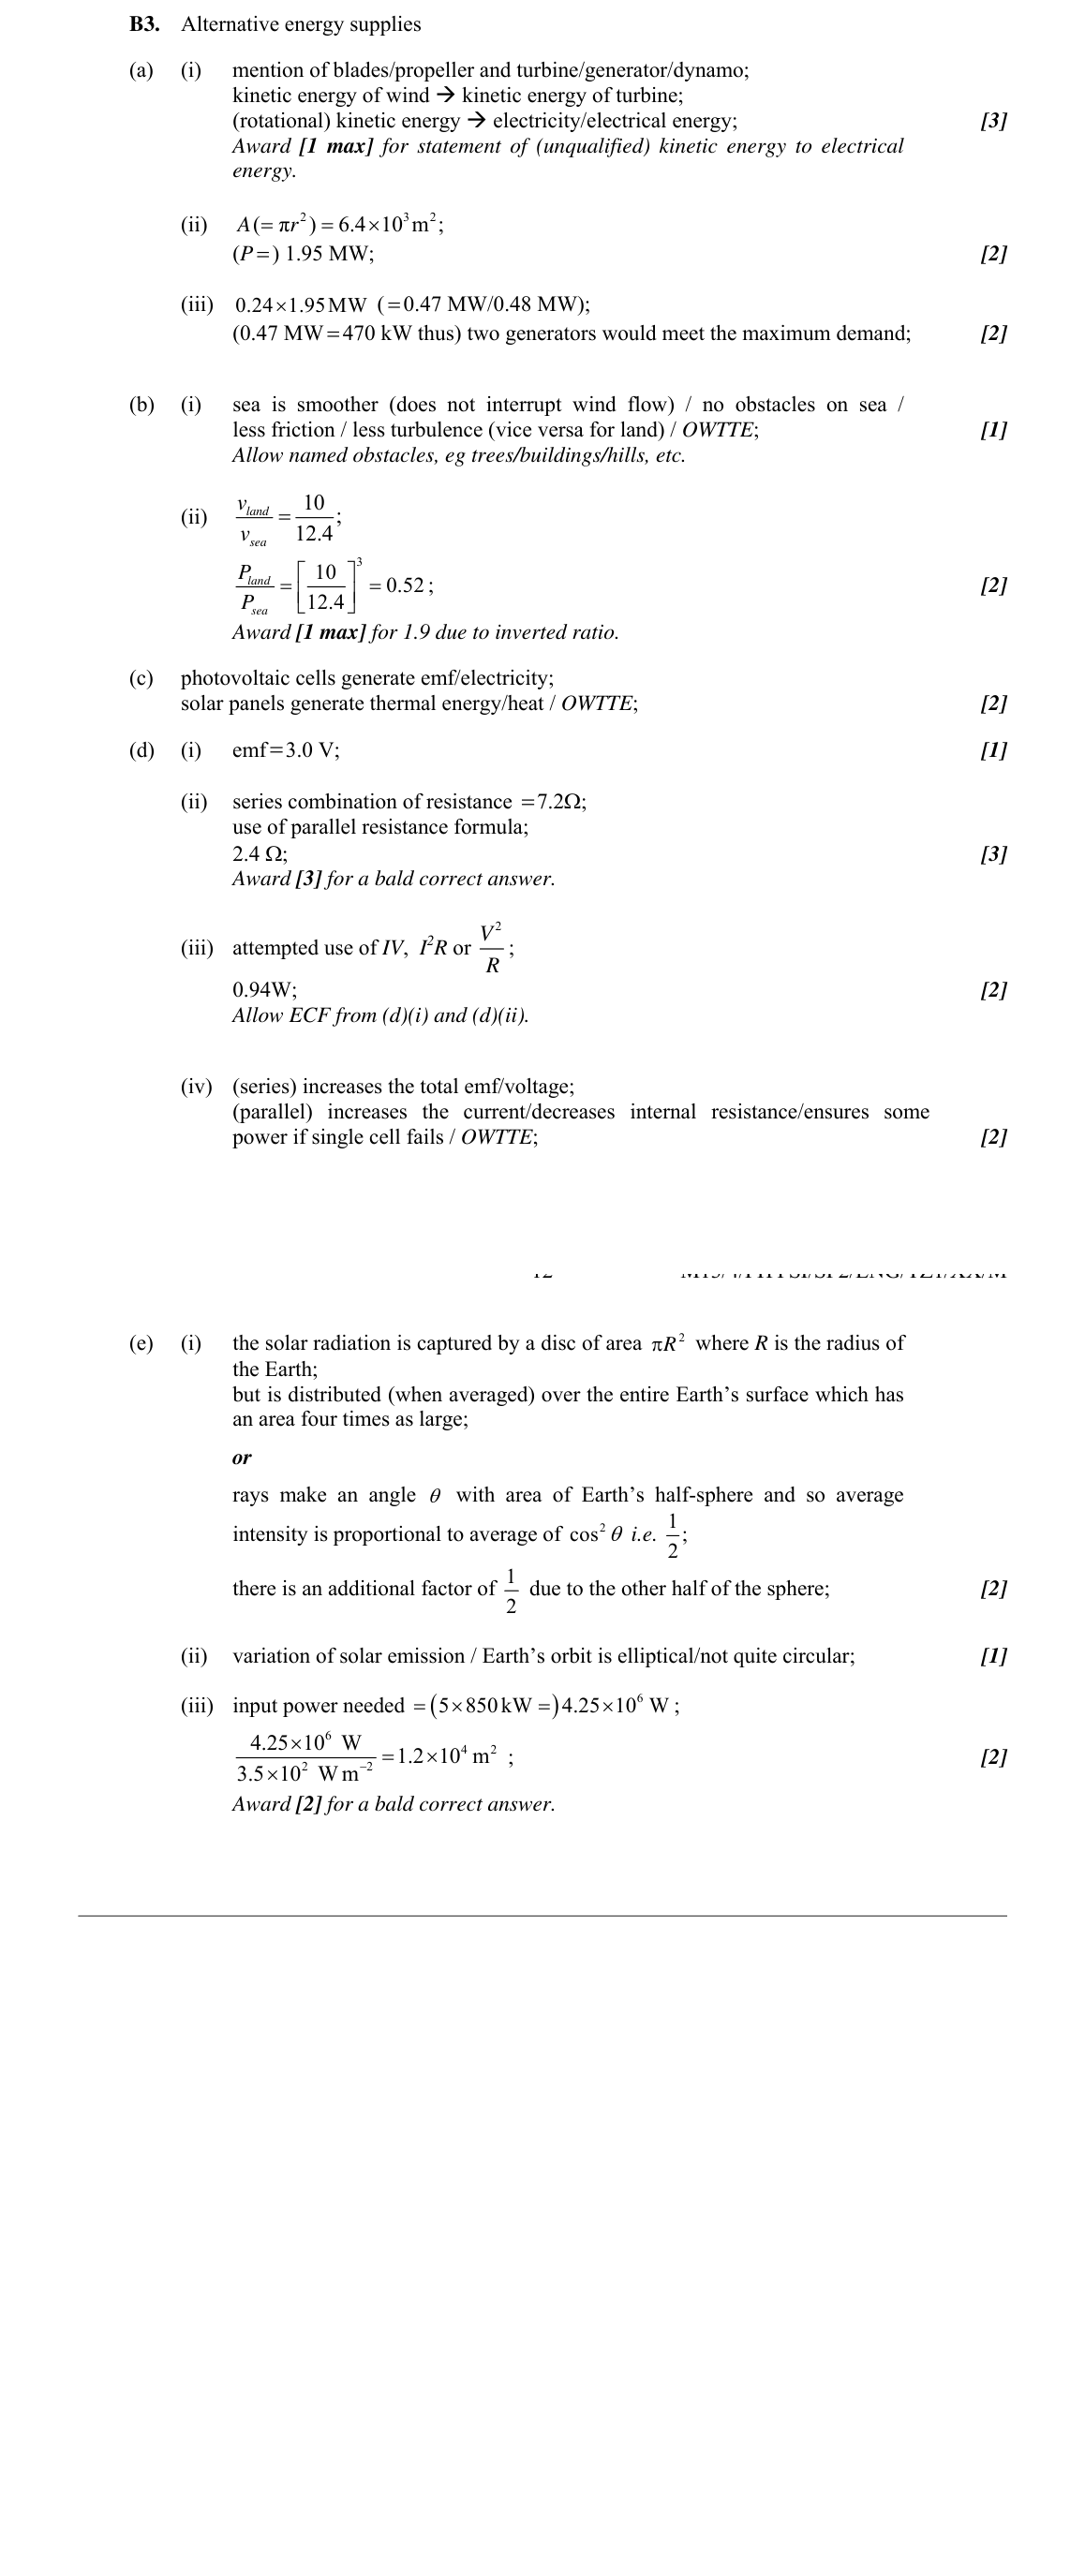 B3. Alternative energy supplies
(a) (i) mention of blades/propeller and turbine/generator/dynamo;
kinetic energy of wind → kinetic energy of turbine;
(rotational) kinetic energy → electricity/electrical energy; [3]
Award [1 max] for statement of (unqualified) kinetic energy to electrical
energy.
(ii) A(= πr²) = 6.4×10³ m²;
(P=) 1.95 MW; [2]
(iii) 0.24×1.95MW (=0.47 MW/0.48 MW);
(0.47 MW=470 kW thus) two generators would meet the maximum demand; [2]
(b) (i) sea is smoother (does not interrupt wind flow) / no obstacles on sea /
less friction / less turbulence (vice versa for land) / OWTTE; [1]
Allow named obstacles, eg trees/buildings/hills, etc.
(ii) v_land / v_sea = 10 / 12.4;
P_land / P_sea = [10 / 12.4]³ = 0.52; [2]
Award [1 max] for 1.9 due to inverted ratio.
(c) photovoltaic cells generate emf/electricity;
solar panels generate thermal energy/heat / OWTTE; [2]
(d) (i) emf=3.0 V; [1]
(ii) series combination of resistance =7.2Ω;
use of parallel resistance formula;
2.4 Ω; [3]
Award [3] for a bald correct answer.
(iii) attempted use of IV, I²R or V²/R;
0.94W; [2]
Allow ECF from (d)(i) and (d)(ii).
(iv) (series) increases the total emf/voltage;
(parallel) increases the current/decreases internal resistance/ensures some
power if single cell fails / OWTTE; [2]
(e) (i) the solar radiation is captured by a disc of area πR² where R is the radius of
the Earth;
but is distributed (when averaged) over the entire Earth's surface which has
an area four times as large;
or
rays make an angle θ with area of Earth's half-sphere and so average
intensity is proportional to average of cos² θ i.e. 1/2;
there is an additional factor of 1/2 due to the other half of the sphere; [2]
(ii) variation of solar emission / Earth's orbit is elliptical/not quite circular; [1]
(iii) input power needed = (5×850kW =)4.25×10⁶ W;
4.25×10⁶ W / 3.5×10² W m⁻² = 1.2×10⁴ m²; [2]
Award [2] for a bald correct answer.